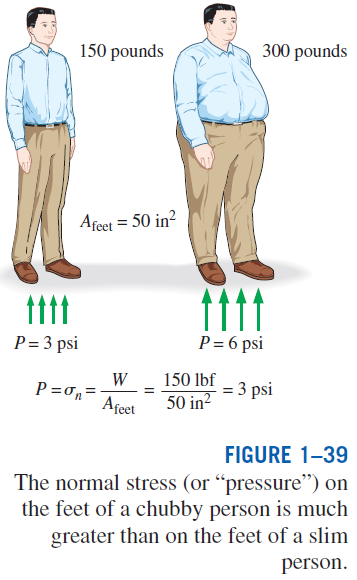 150 pounds
300 pounds
A_feet = 50 in²
P = 3 psi
P = 6 psi
P = σ_n = W / A_feet = 150 lbf / 50 in² = 3 psi
FIGURE 1–39
The normal stress (or “pressure”) on
the feet of a chubby person is much
greater than on the feet of a slim
person.